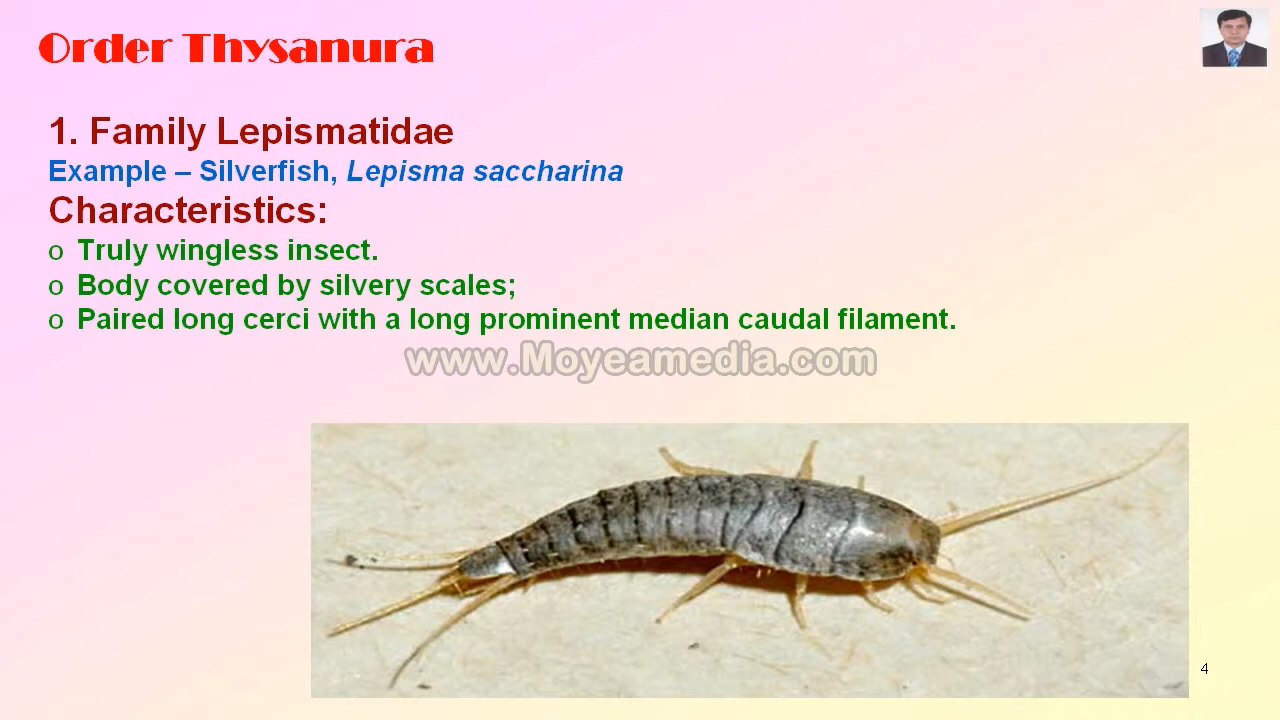 Order Thysanura
1. Family Lepismatidae
Example – Silverfish, Lepisma saccharina
Characteristics:
o Truly wingless insect.
o Body covered by silvery scales;
o Paired long cerci with a long prominent median caudal filament.
www.Moyeamedia.com
4